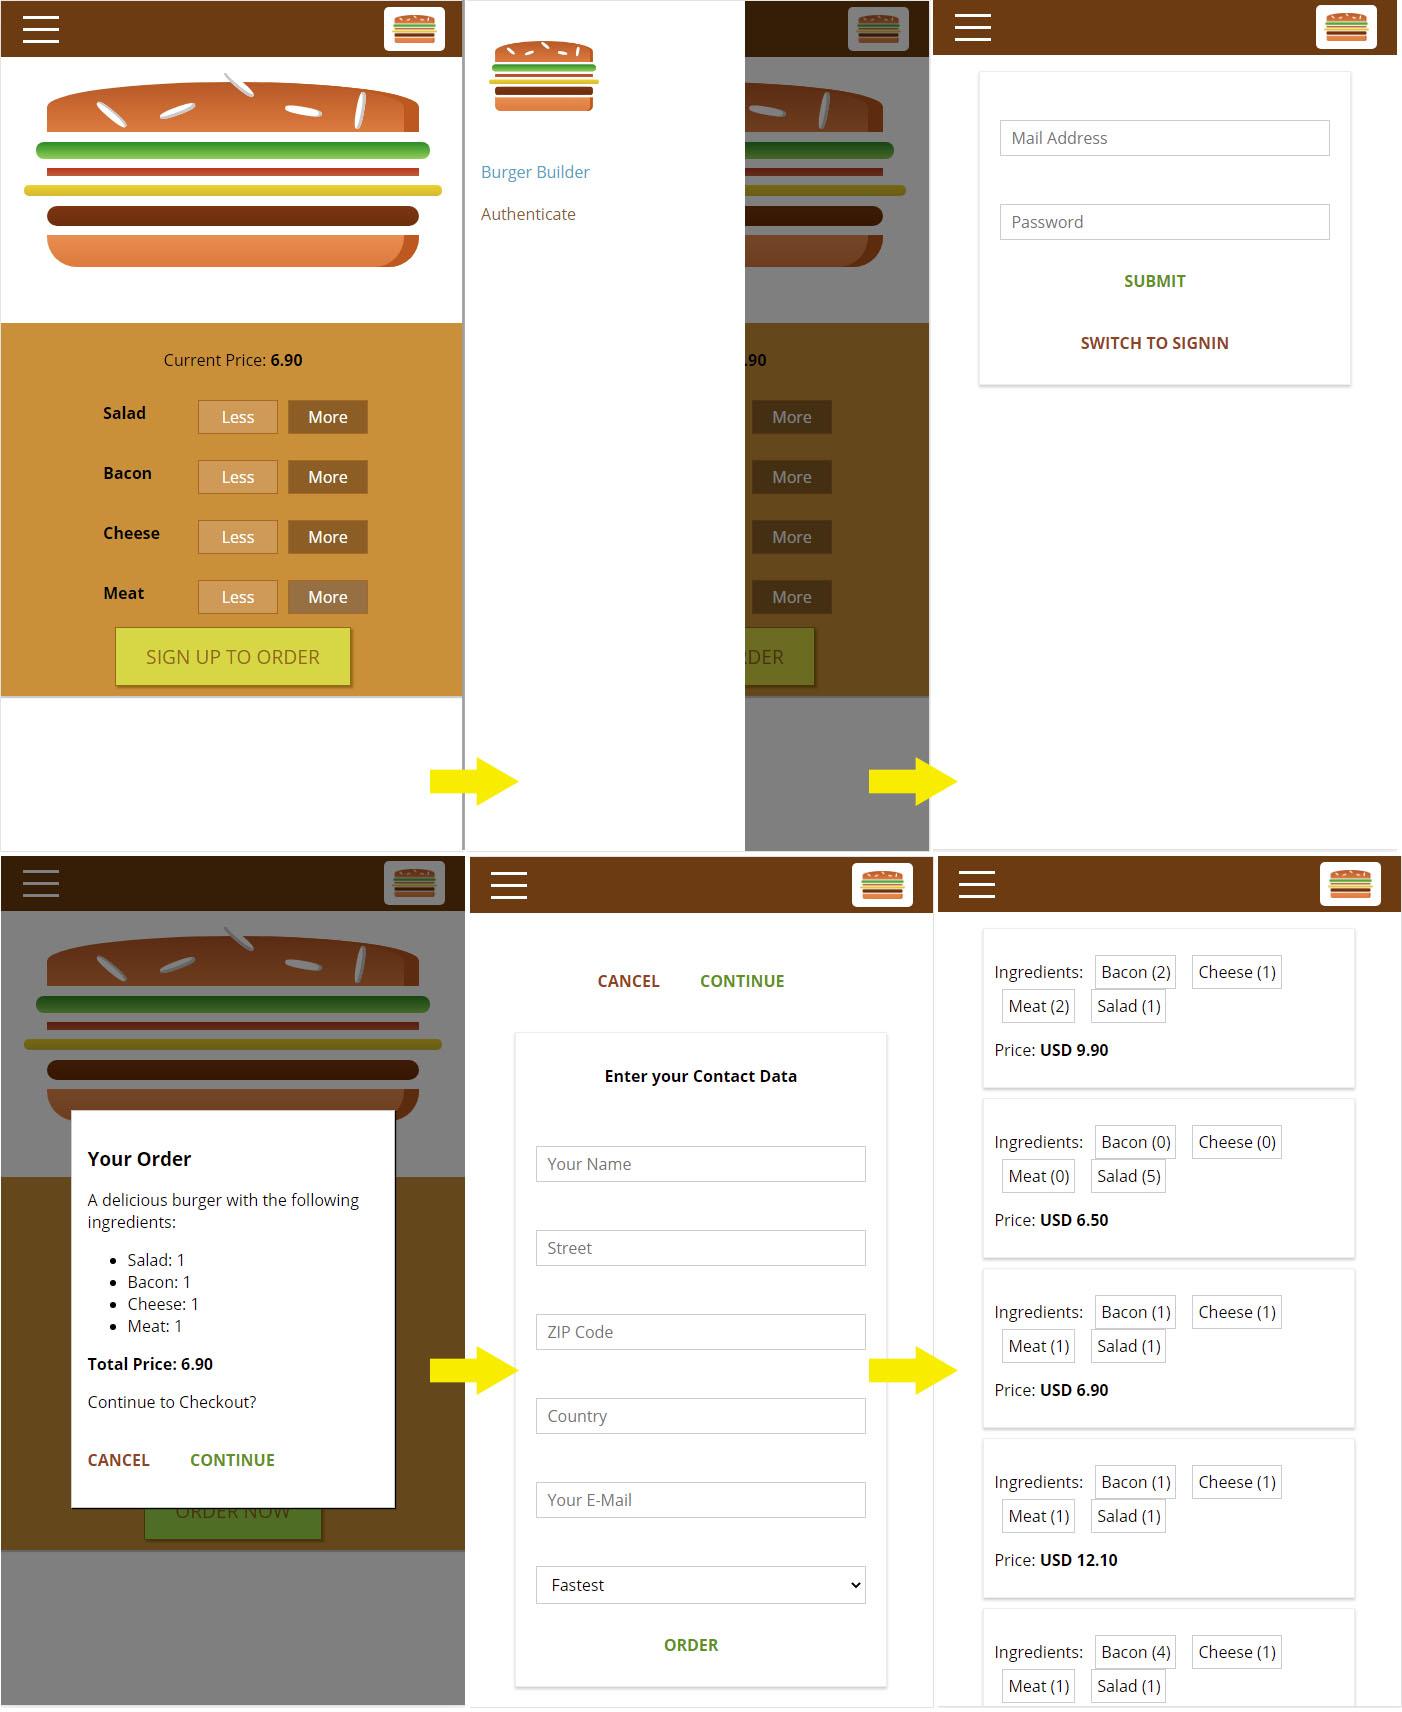 Current Price: 6.90
Salad Less More
Bacon Less More
Cheese Less More
Meat Less More
SIGN UP TO ORDER
Burger Builder
Authenticate
.90
More
More
More
More
RDER
Mail Address
Password
SUBMIT
SWITCH TO SIGNIN
Your Order
A delicious burger with the following
ingredients:
Salad: 1
Bacon: 1
Cheese: 1
Meat: 1
Total Price: 6.90
Continue to Checkout?
CANCEL CONTINUE
ORDER NOW
CANCEL CONTINUE
Enter your Contact Data
Your Name
Street
ZIP Code
Country
Your E-Mail
Fastest
ORDER
Ingredients: Bacon (2) Cheese (1)
Meat (2) Salad (1)
Price: USD 9.90
Ingredients: Bacon (0) Cheese (0)
Meat (0) Salad (5)
Price: USD 6.50
Ingredients: Bacon (1) Cheese (1)
Meat (1) Salad (1)
Price: USD 6.90
Ingredients: Bacon (1) Cheese (1)
Meat (1) Salad (1)
Price: USD 12.10
Ingredients: Bacon (4) Cheese (1)
Meat (1) Salad (1)